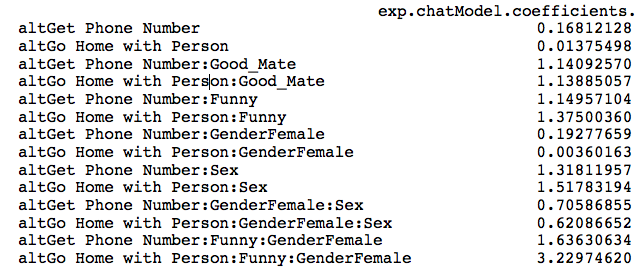 exp.chatModel.coefficients.
altGet Phone Number 0.16812128
altGo Home with Person 0.01375498
altGet Phone Number:Good_Mate 1.14092570
altGo Home with Person:Good_Mate 1.13885057
altGet Phone Number:Funny 1.14957104
altGo Home with Person:Funny 1.37500360
altGet Phone Number:GenderFemale 0.19277659
altGo Home with Person:GenderFemale 0.00360163
altGet Phone Number:Sex 1.31811957
altGo Home with Person:Sex 1.51783194
altGet Phone Number:GenderFemale:Sex 0.70586855
altGo Home with Person:GenderFemale:Sex 0.62086652
altGet Phone Number:Funny:GenderFemale 1.63630634
altGo Home with Person:Funny:GenderFemale 3.22974620